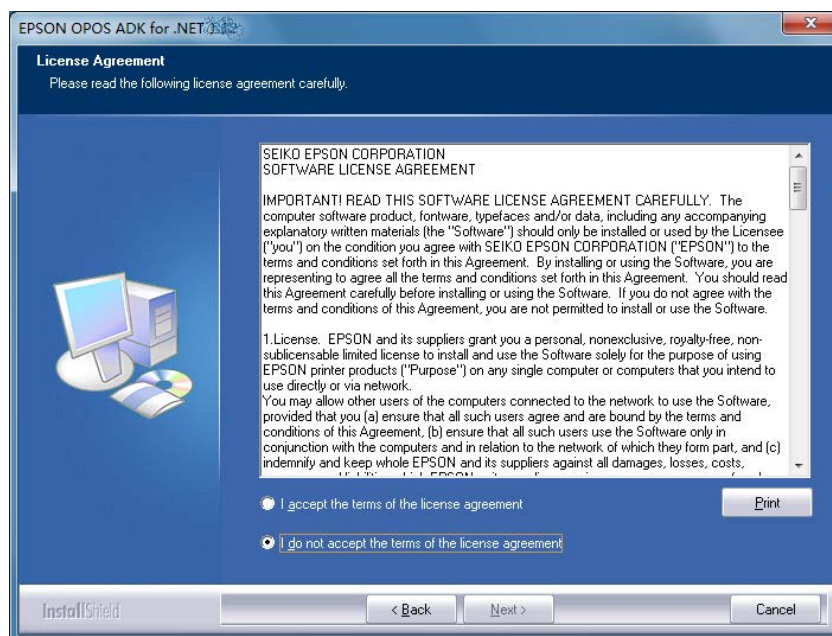 EPSON OPOS ADK for .NET
License Agreement
Please read the following license agreement carefully.
SEIKO EPSON CORPORATION
SOFTWARE LICENSE AGREEMENT
IMPORTANT! READ THIS SOFTWARE LICENSE AGREEMENT CAREFULLY. The
computer software product, fontware, typefaces and/or data, including any accompanying
explanatory written materials (the "Software") should only be installed or used by the Licensee
("you") on the condition you agree with SEIKO EPSON CORPORATION ("EPSON") to the
terms and conditions set forth in this Agreement. By installing or using the Software, you are
representing to agree all the terms and conditions set forth in this Agreement. You should read
this Agreement carefully before installing or using the Software. If you do not agree with the
terms and conditions of this Agreement, you are not permitted to install or use the Software.
1.License. EPSON and its suppliers grant you a personal, nonexclusive, royalty-free, non-
sublicensable limited license to install and use the Software solely for the purpose of using
EPSON printer products ("Purpose") on any single computer or computers that you intend to
use directly or via network.
You may allow other users of the computers connected to the network to use the Software,
provided that you (a) ensure that all such users agree and are bound by the terms and
conditions of this Agreement, (b) ensure that all such users use the Software only in
conjunction with the computers and in relation to the network of which they form part, and (c)
indemnify and keep whole EPSON and its suppliers against all damages, losses, costs,
I accept the terms of the license agreement
Print
I do not accept the terms of the license agreement
InstallShield
< Back
Next >
Cancel